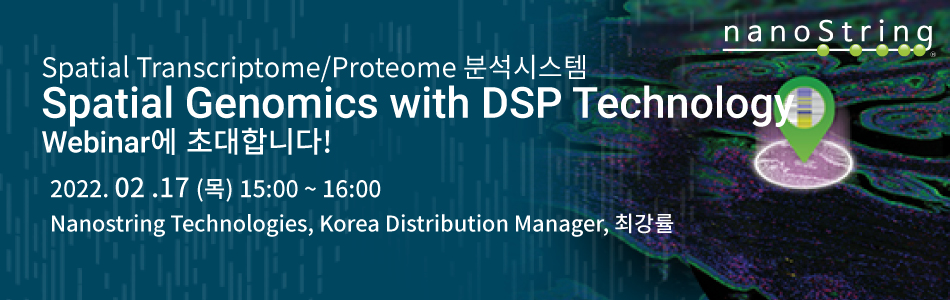 nanoString
Spatial Transcriptome/Proteome 분석시스템
Spatial Genomics with DSP Technology
Webinar에 초대합니다!
2022. 02 .17 (목) 15:00 ~ 16:00
Nanostring Technologies, Korea Distribution Manager, 최강률